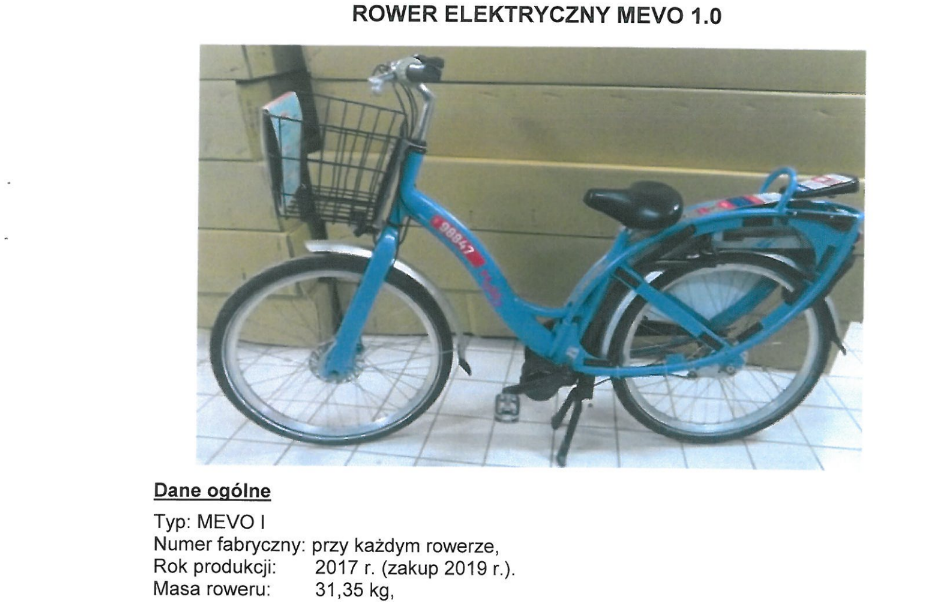 ROWER ELEKTRYCZNY MEVO 1.0
98847
Dane ogólne
Typ: MEVO I
Numer fabryczny: przy każdym rowerze,
Rok produkcji: 2017 r. (zakup 2019 r.).
Masa roweru: 31,35 kg,